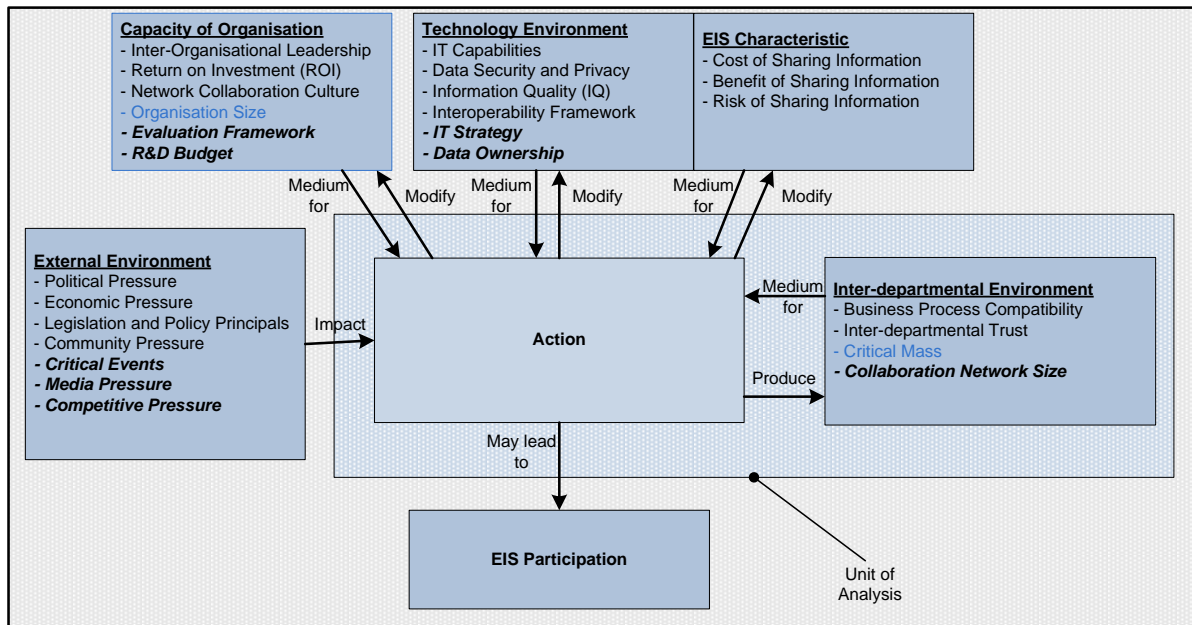 Capacity of Organisation
- Inter-Organisational Leadership
- Return on Investment (ROI)
- Network Collaboration Culture
- Organisation Size
- Evaluation Framework
- R&D Budget
Technology Environment
- IT Capabilities
- Data Security and Privacy
- Information Quality (IQ)
- Interoperability Framework
- IT Strategy
- Data Ownership
EIS Characteristic
- Cost of Sharing Information
- Benefit of Sharing Information
- Risk of Sharing Information
Medium
for
Modify
Medium
for
Modify
Medium
for
Modify
External Environment
- Political Pressure
- Economic Pressure
- Legislation and Policy Principals
- Community Pressure
- Critical Events
- Media Pressure
- Competitive Pressure
Impact
Action
Medium
for
Produce
Inter-departmental Environment
- Business Process Compatibility
- Inter-departmental Trust
- Critical Mass
- Collaboration Network Size
May lead
to
EIS Participation
Unit of
Analysis